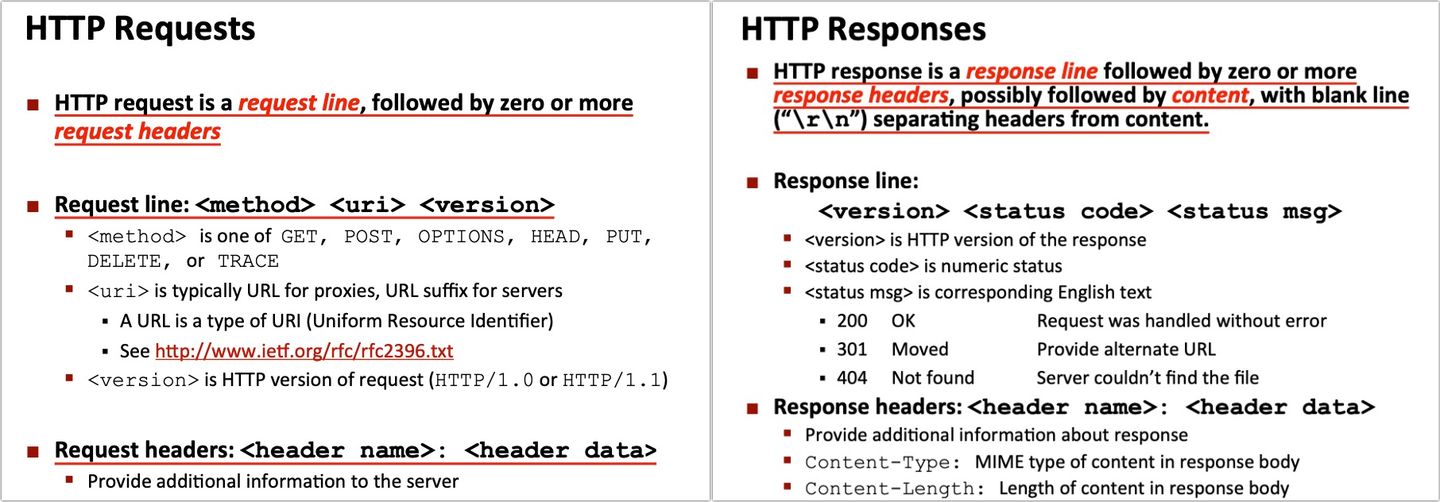 HTTP Requests
HTTP request is a request line, followed by zero or more
request headers
Request line: <method> <uri> <version>
<method> is one of GET, POST, OPTIONS, HEAD, PUT,
DELETE, or TRACE
<uri> is typically URL for proxies, URL suffix for servers
A URL is a type of URI (Uniform Resource Identifier)
See http://www.ietf.org/rfc/rfc2396.txt
<version> is HTTP version of request (HTTP/1.0 or HTTP/1.1)
Request headers: <header name>: <header data>
Provide additional information to the server
HTTP Responses
HTTP response is a response line followed by zero or more
response headers, possibly followed by content, with blank line
(“\r\n”) separating headers from content.
Response line:
<version> <status code> <status msg>
<version> is HTTP version of the response
<status code> is numeric status
<status msg> is corresponding English text
200 OK Request was handled without error
301 Moved Provide alternate URL
404 Not found Server couldn’t find the file
Response headers: <header name>: <header data>
Provide additional information about response
Content-Type: MIME type of content in response body
Content-Length: Length of content in response body